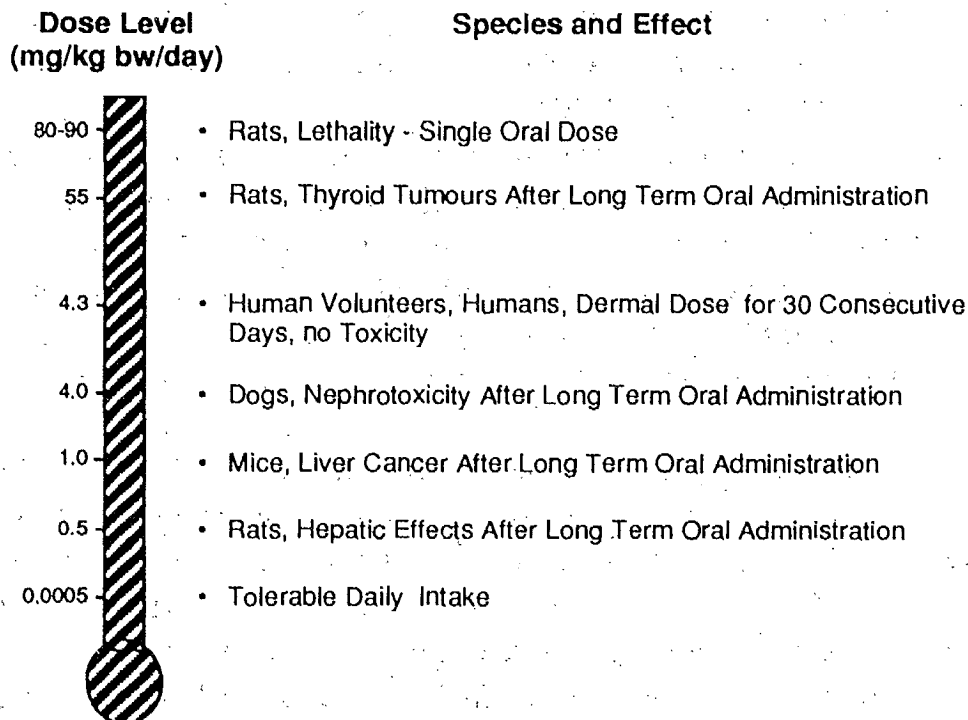 Dose Level
(mg/kg bw/day)
Species and Effect
80-90
• Rats, Lethality - Single Oral Dose
55
• Rats, Thyroid Tumours After Long Term Oral Administration
4.3
• Human Volunteers, Humans, Dermal Dose for 30 Consecutive
Days, no Toxicity
4.0
• Dogs, Nephrotoxicity After Long Term Oral Administration
1.0
• Mice, Liver Cancer After Long Term Oral Administration
0.5
• Rats, Hepatic Effects After Long Term Oral Administration
0.0005
• Tolerable Daily Intake